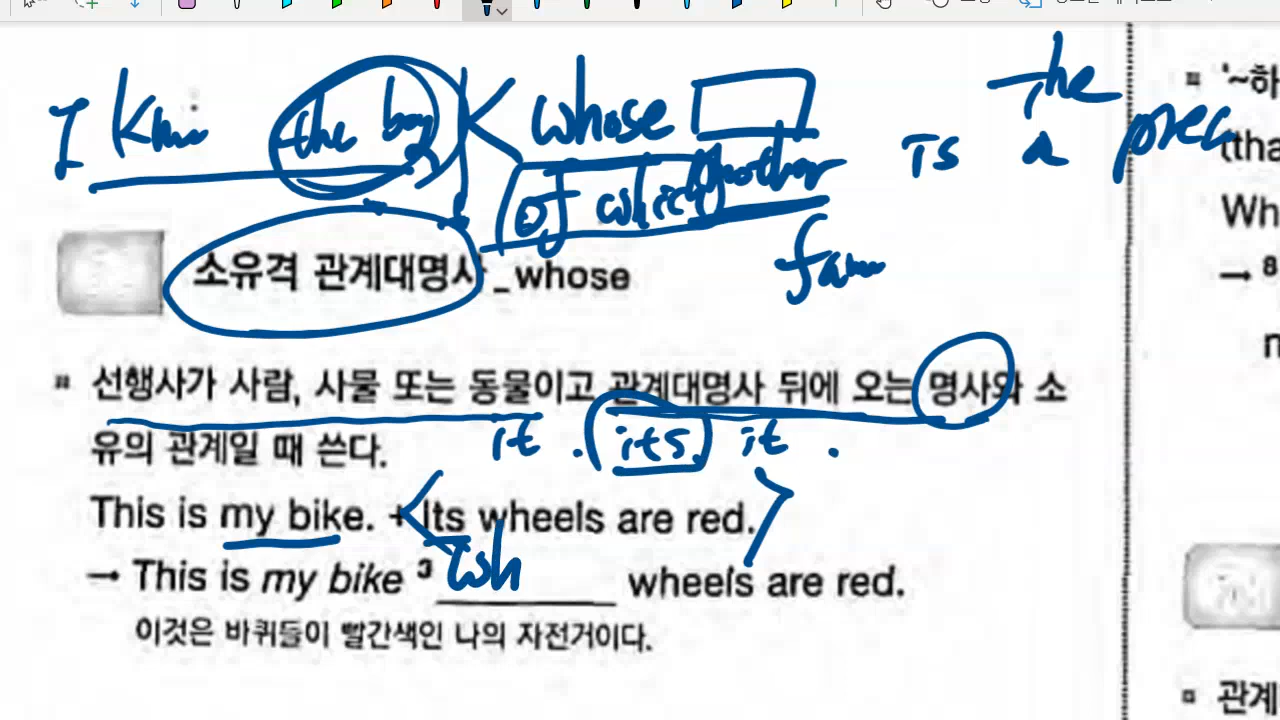 I the boy whose is the
a
of which mother
소유격 관계대명사 _whose
선행사가 사람, 사물 또는 동물이고 관계대명사 뒤에 오는 명사와 소
it . its it .
유의 관계일 때 쓴다.
This is my bike. + Its wheels are red.
→ This is my bike ³ wh wheels are red.
이것은 바퀴들이 빨간색인 나의 자전거이다.
'~하
(tha
Wh
→ 8
n
관계